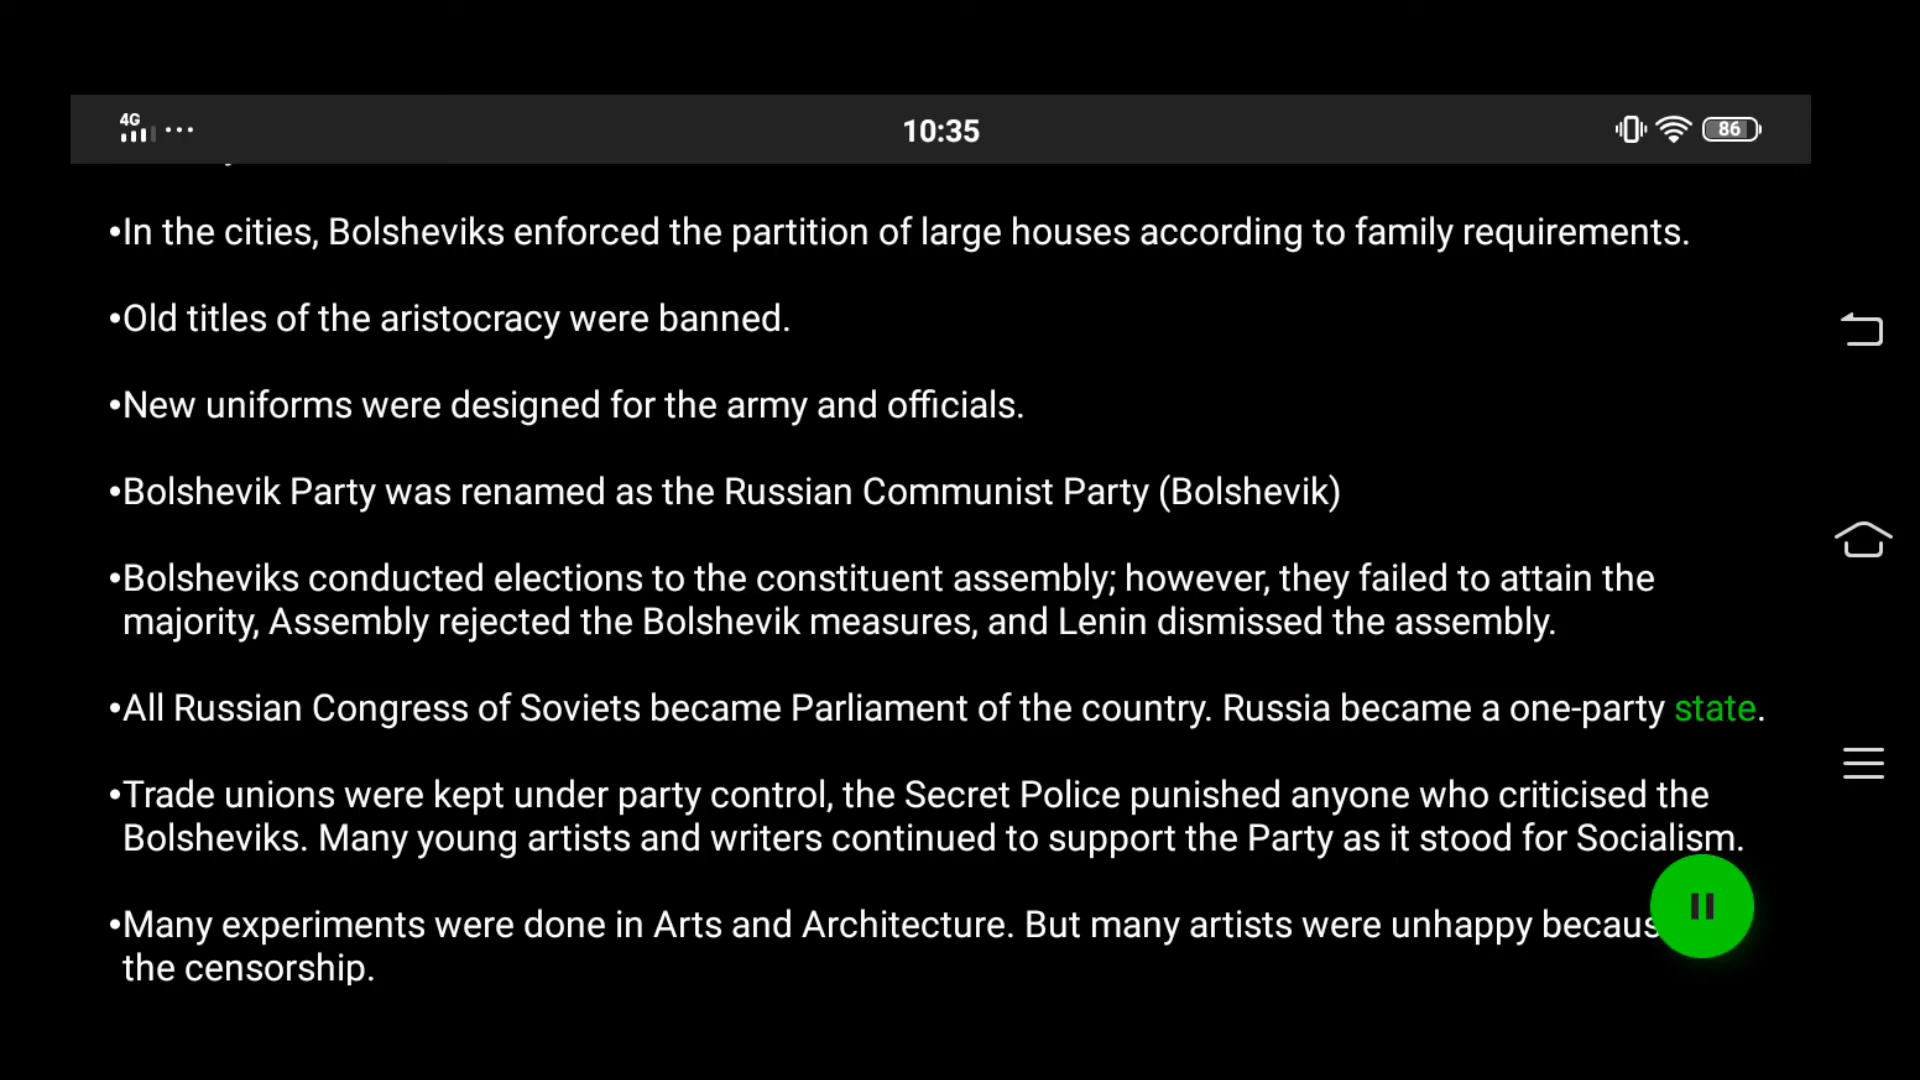 4G
10:35
86
•In the cities, Bolsheviks enforced the partition of large houses according to family requirements.
•Old titles of the aristocracy were banned.
•New uniforms were designed for the army and officials.
•Bolshevik Party was renamed as the Russian Communist Party (Bolshevik)
•Bolsheviks conducted elections to the constituent assembly; however, they failed to attain the
majority, Assembly rejected the Bolshevik measures, and Lenin dismissed the assembly.
•All Russian Congress of Soviets became Parliament of the country. Russia became a one-party state.
•Trade unions were kept under party control, the Secret Police punished anyone who criticised the
Bolsheviks. Many young artists and writers continued to support the Party as it stood for Socialism.
•Many experiments were done in Arts and Architecture. But many artists were unhappy
the censorship.